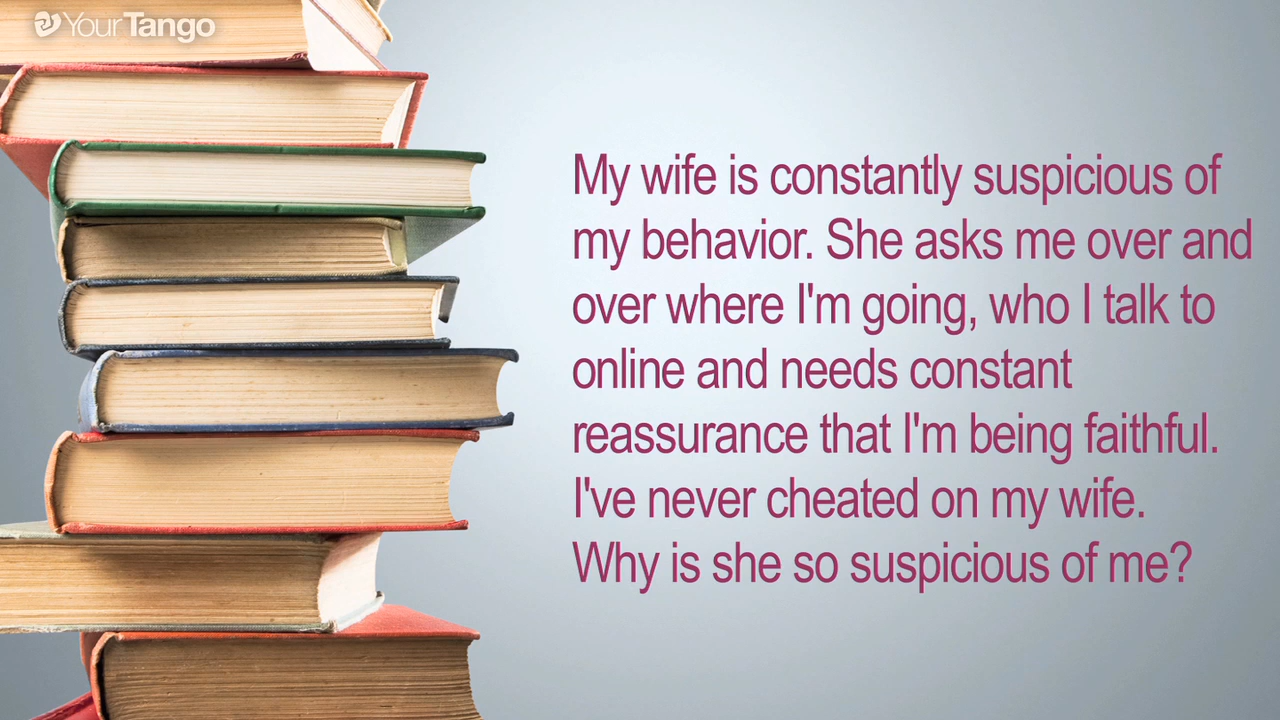 YourTango
My wife is constantly suspicious of
my behavior. She asks me over and
over where I'm going, who I talk to
online and needs constant
reassurance that I'm being faithful.
I've never cheated on my wife.
Why is she so suspicious of me?